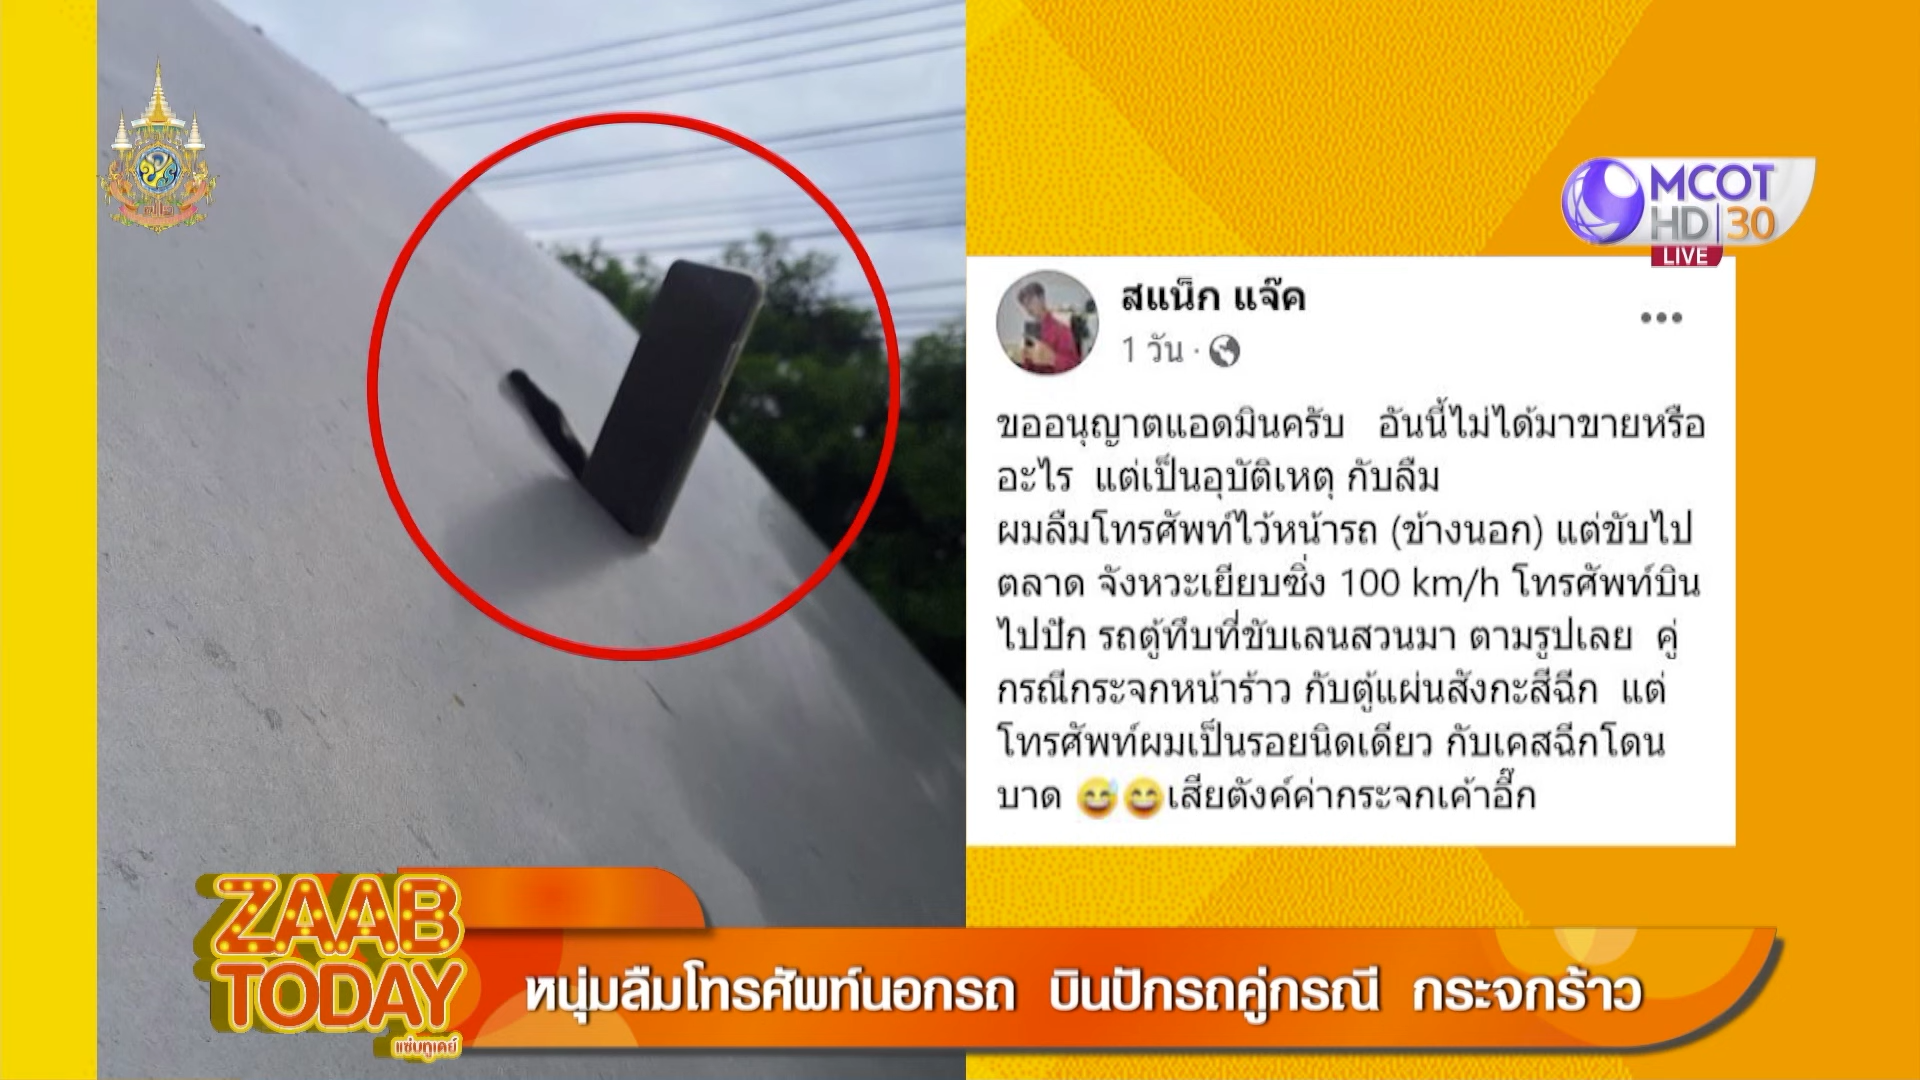 MCOT
HD 30
LIVE
สแน็ก แจ๊ค
1 วัน ·
ขออนุญาตแอดมินครับ อันนี้ไม่ได้มาขายหรือ
อะไร แต่เป็นอุบัติเหตุ กับลืม
ผมลืมโทรศัพท์ไว้หน้ารถ (ข้างนอก) แต่ขับไป
ตลาด จังหวะเยียบซิ่ง 100 km/h โทรศัพท์บิน
ไปปัก รถตู้ทึบที่ขับเลนสวนมา ตามรูปเลย คู่
กรณีกระจกหน้าร้าว กับตู้แผ่นสังกะสีฉีก แต่
โทรศัพท์ผมเป็นรอยนิดเดียว กับเคสฉีกโดน
บาด 😅😄เสียตังค์ค่ากระจกเค้าอี๊ก
ZAAB
TODAY
แซ่บทูเดย์
หนุ่มลืมโทรศัพท์นอกรถ บินปักรถคู่กรณี กระจกร้าว